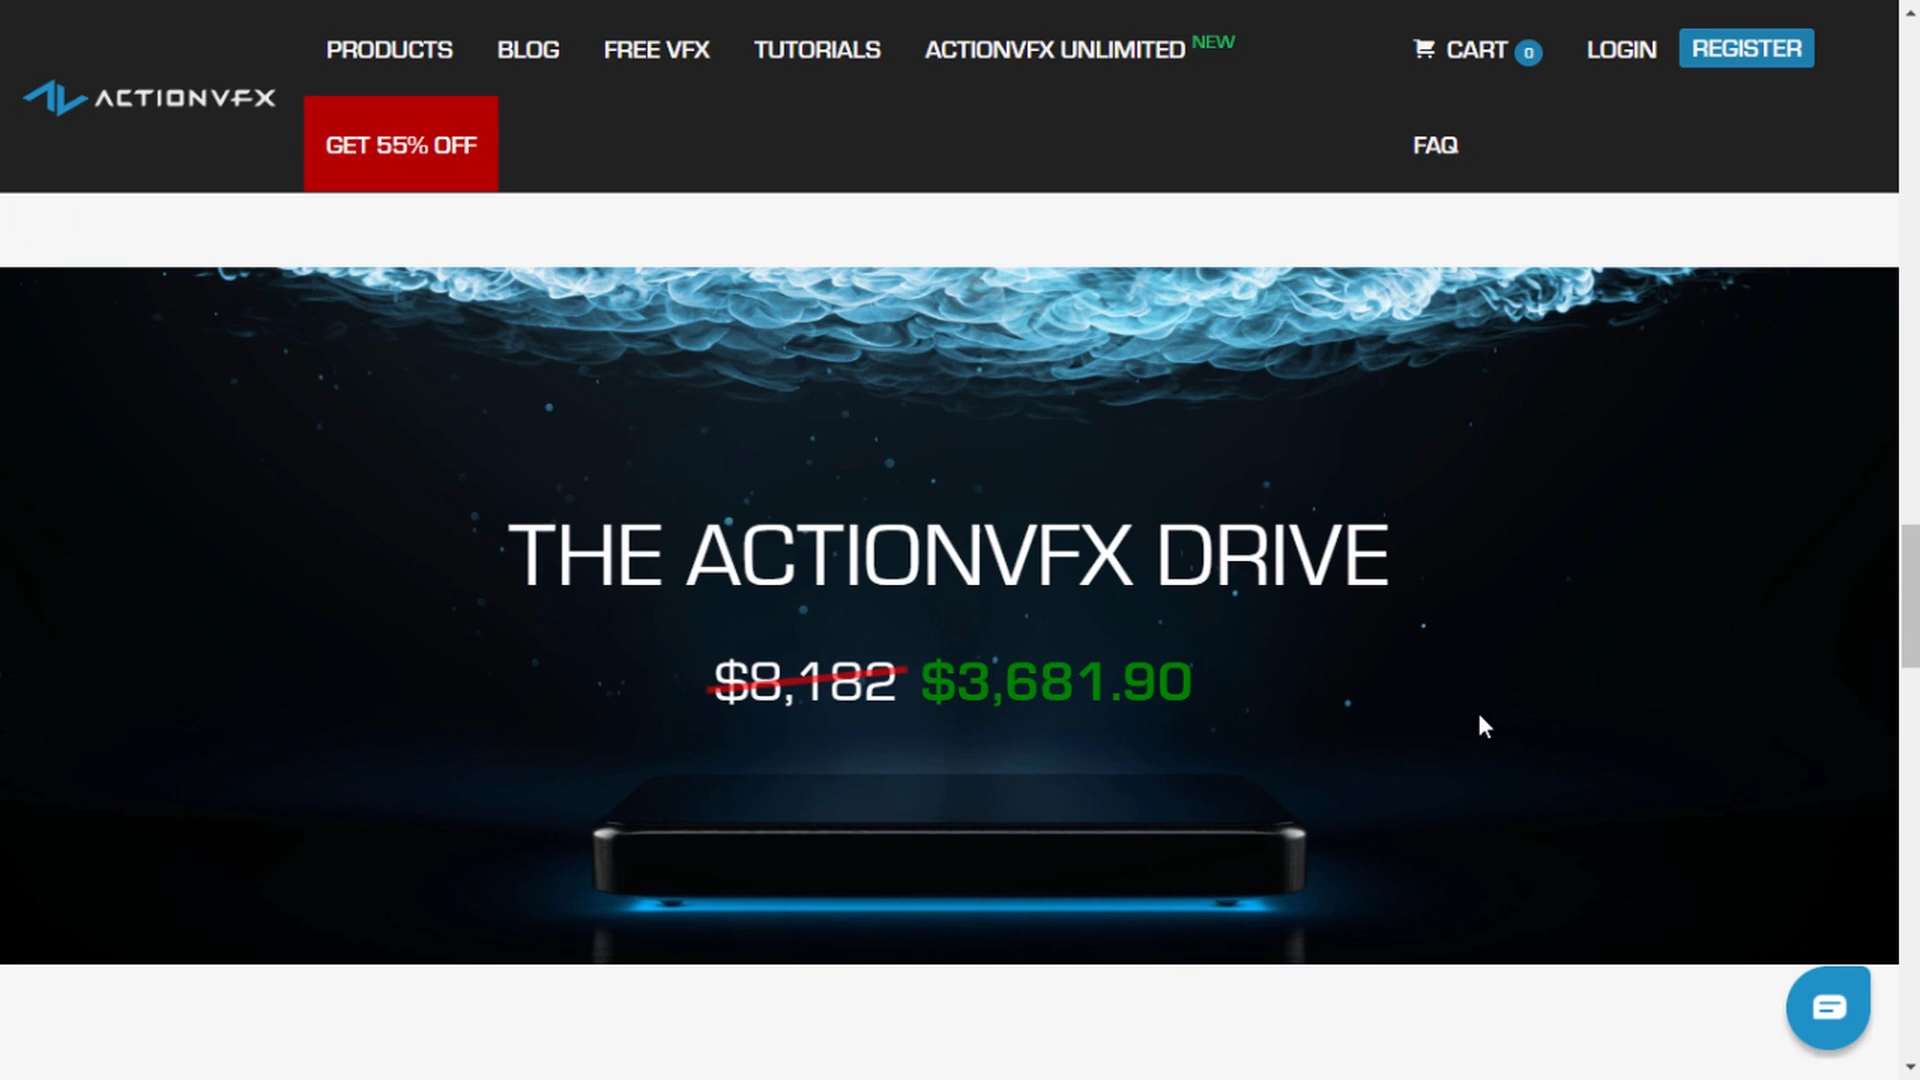 ACTIONVFX
PRODUCTS
BLOG
FREE VFX
TUTORIALS
ACTIONVFX UNLIMITED NEW
CART 0
LOGIN
REGISTER
GET 55% OFF
FAQ
THE ACTIONVFX DRIVE
$8,182 $3,681.90